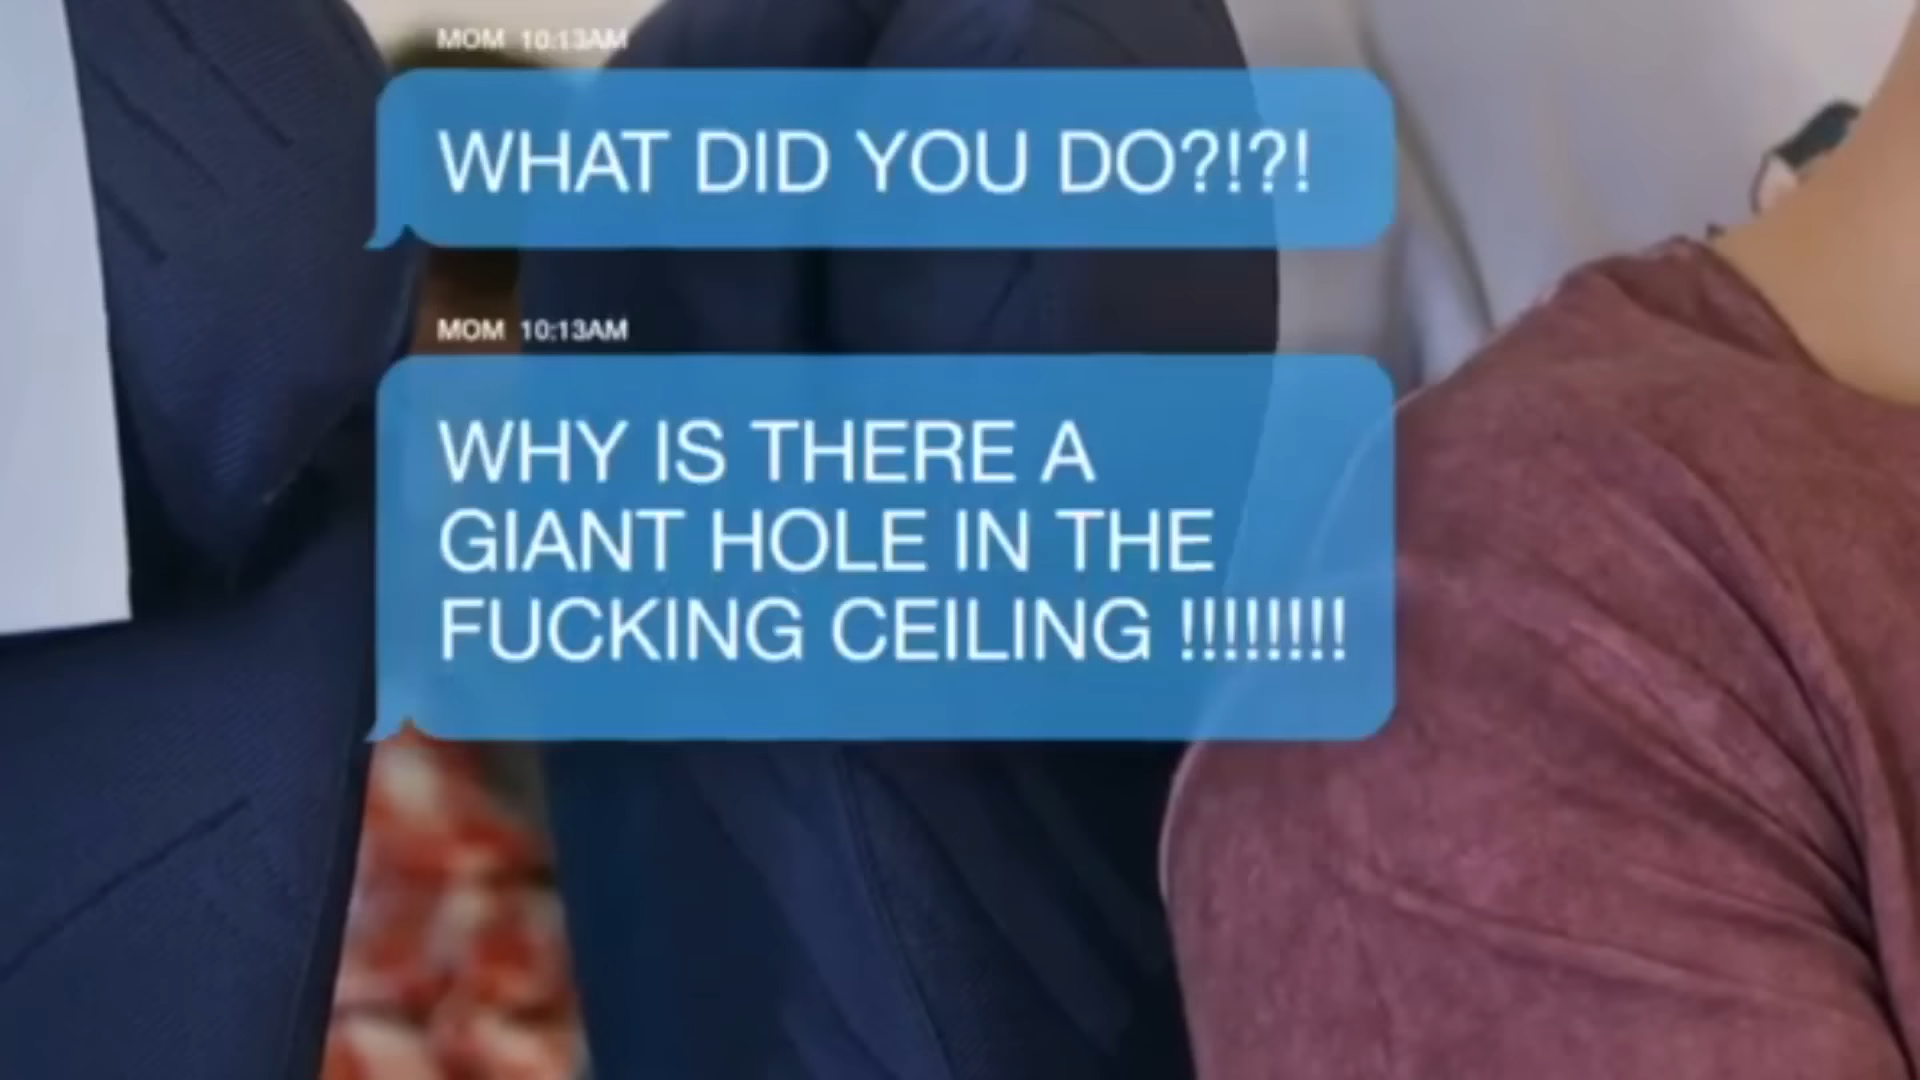 MOM 10:13AM
WHAT DID YOU DO?!?!
MOM 10:13AM
WHY IS THERE A
GIANT HOLE IN THE
FUCKING CEILING !!!!!!!!